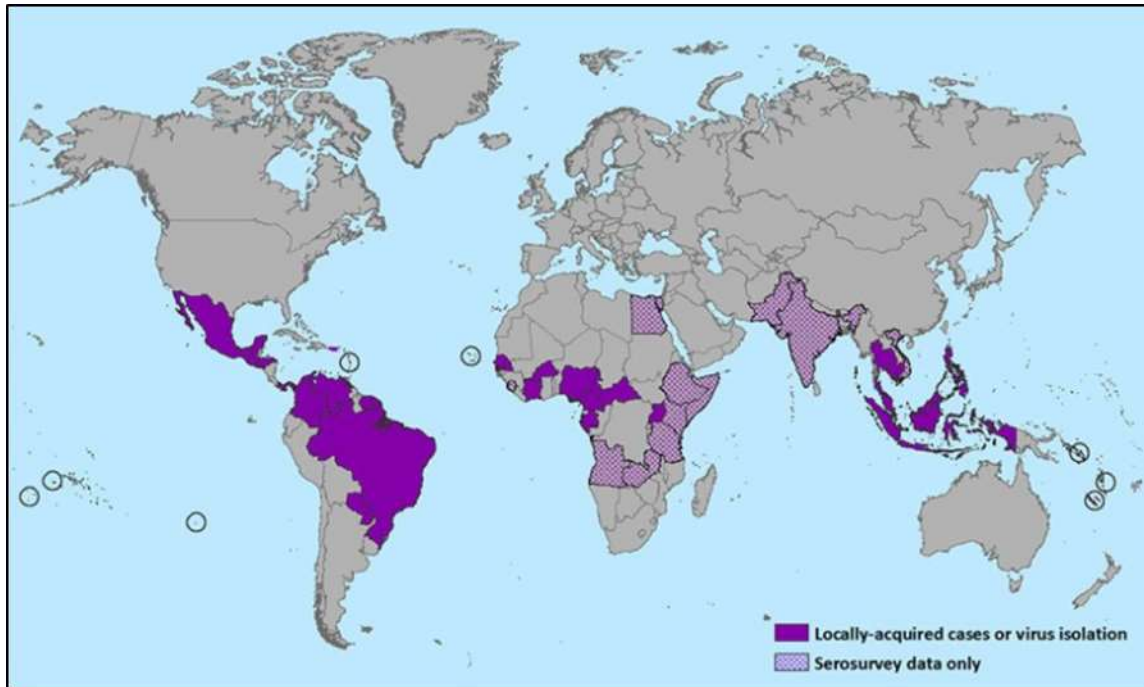 Locally-acquired cases or virus isolation
Serosurvey data only